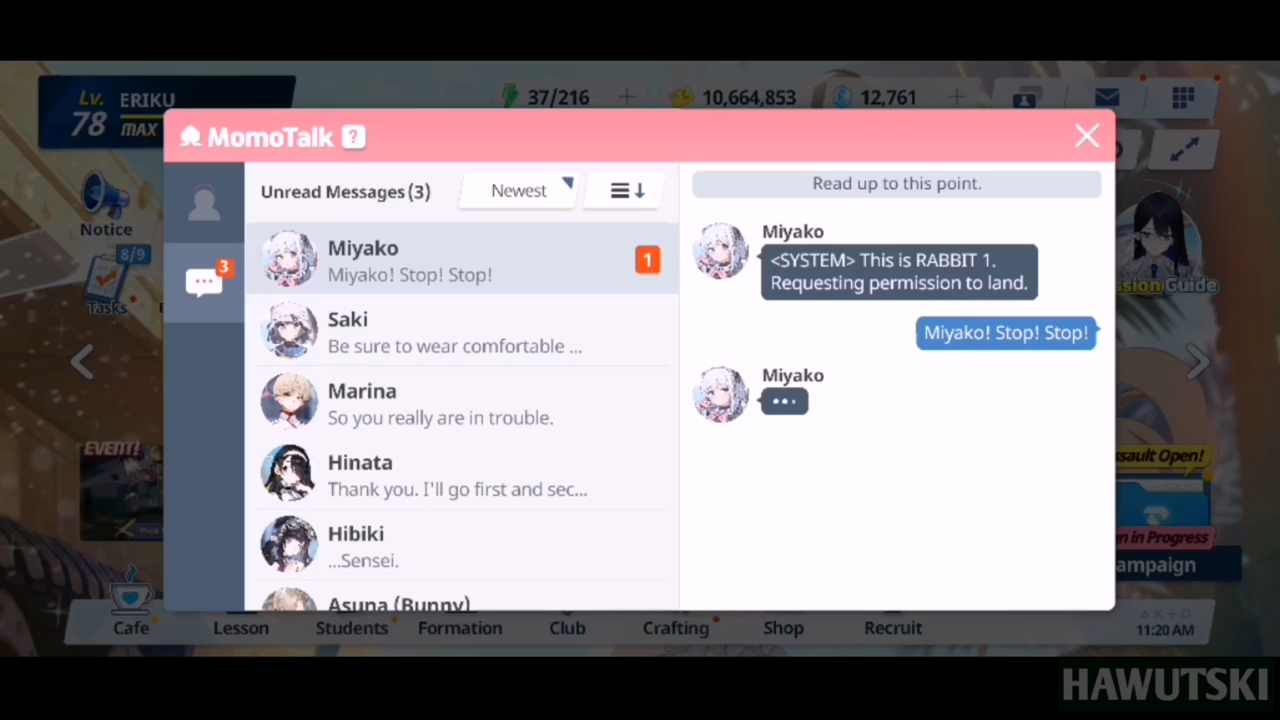 Lv. ERIKU
78 MAX
37/216
10,664,853
12,761
MomoTalk ?
Notice
8/9
Tasks
Unread Messages (3)
Newest
3
Miyako
Miyako! Stop! Stop!
1
Saki
Be sure to wear comfortable ...
Marina
So you really are in trouble.
Hinata
Thank you. I'll go first and sec...
Hibiki
...Sensei.
Asuna (Bunny)
Read up to this point.
Miyako
<SYSTEM> This is RABBIT 1.
Requesting permission to land.
Miyako! Stop! Stop!
Miyako
ssion Guide
EVENT!
ssault Open!
n in Progress
ampaign
Cafe
Lesson
Students
Formation
Club
Crafting
Shop
Recruit
11:20 AM
HAWUTSKI